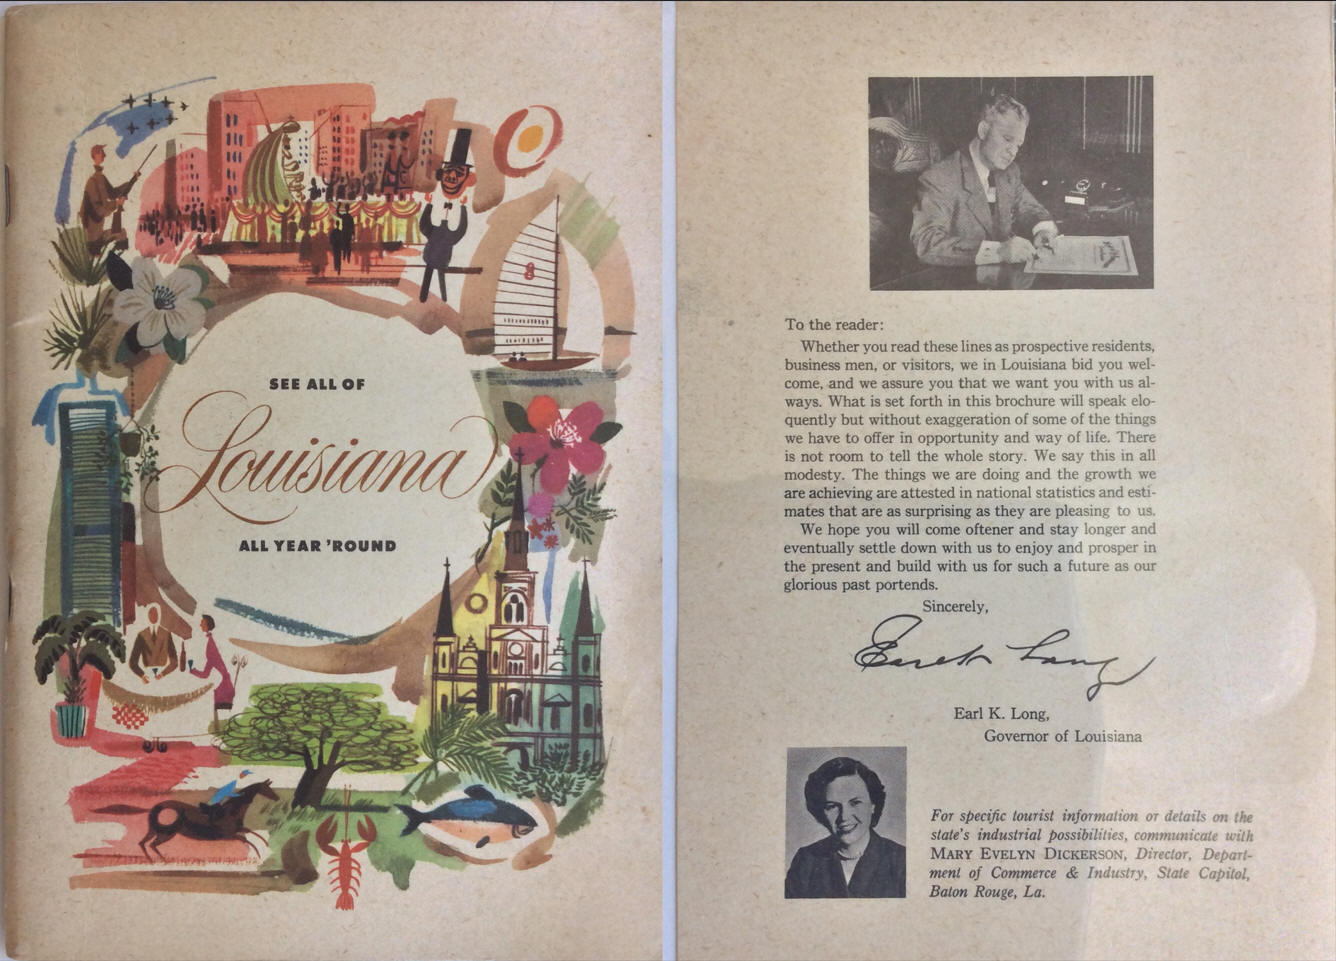 SEE ALL OF
Louisiana
ALL YEAR 'ROUND
8
To the reader:
Whether you read these lines as prospective residents,
business men, or visitors, we in Louisiana bid you wel-
come, and we assure you that we want you with us al-
ways. What is set forth in this brochure will speak elo-
quently but without exaggeration of some of the things
we have to offer in opportunity and way of life. There
is not room to tell the whole story. We say this in all
modesty. The things we are doing and the growth we
are achieving are attested in national statistics and esti-
mates that are as surprising as they are pleasing to us.
We hope you will come oftener and stay longer and
eventually settle down with us to enjoy and prosper in
the present and build with us for such a future as our
glorious past portends.
Sincerely,
Earl K. Long
Earl K. Long,
Governor of Louisiana
For specific tourist information or details on the
state's industrial possibilities, communicate with
MARY EVELYN DICKERSON, Director, Depart-
ment of Commerce & Industry, State Capitol,
Baton Rouge, La.